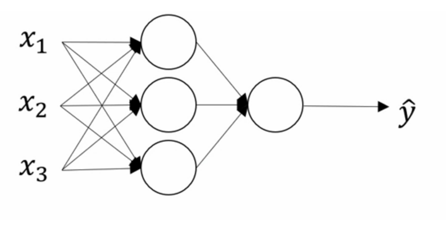 x₁
x₂
ŷ
x₃